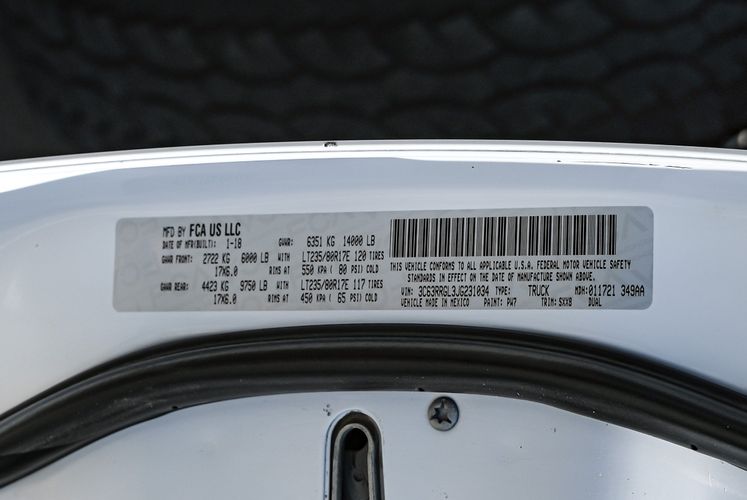 MFD BY FCA US LLC
DATE OF MFR(BUILT): 1-18 GVWR: 6351 KG 14000 LB
GAWR FRONT: 2722 KG 6000 LB WITH LT235/80R17E 120 TIRES
17X6.0 RIMS AT 550 KPA ( 80 PSI) COLD
GAWR REAR: 4423 KG 9750 LB WITH LT235/80R17E 117 TIRES
17X6.0 RIMS AT 450 KPA ( 65 PSI) COLD
THIS VEHICLE CONFORMS TO ALL APPLICABLE U.S.A. FEDERAL MOTOR VEHICLE SAFETY
STANDARDS IN EFFECT ON THE DATE OF MANUFACTURE SHOWN ABOVE.
VIN: 3C63RRGL3JG231034 TYPE: TRUCK MDH: 011721 349AA
VEHICLE MADE IN MEXICO PAINT: PW7 TRIM: SXX8 DUAL